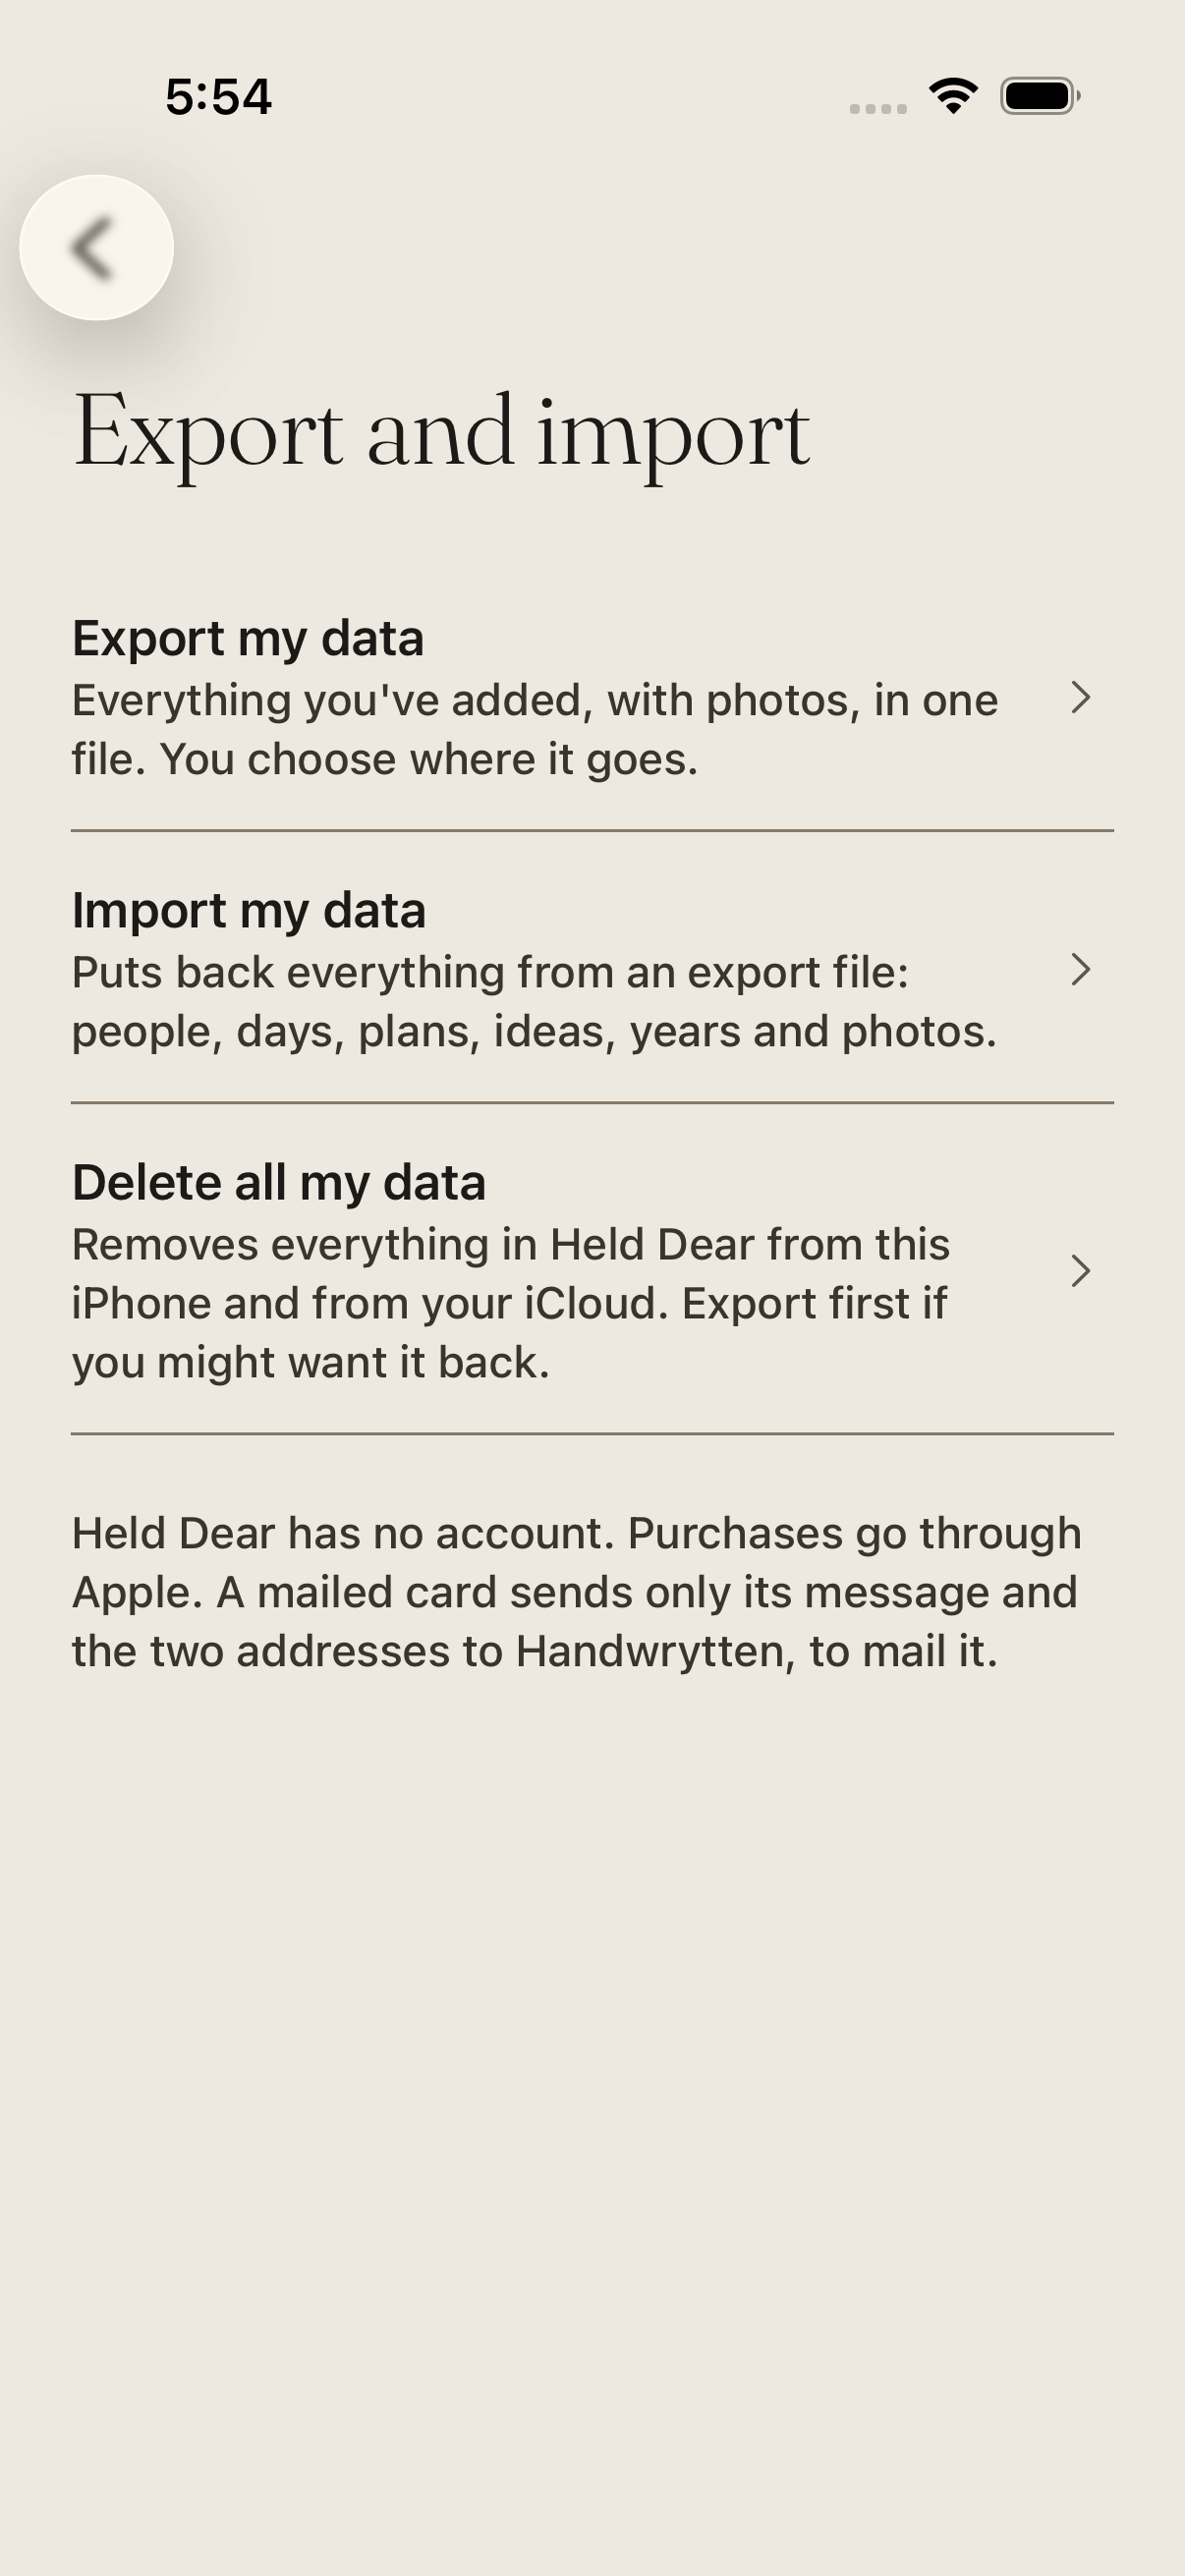 5:54
Export and import
Export my data
Everything you've added, with photos, in one
file. You choose where it goes.
Import my data
Puts back everything from an export file:
people, days, plans, ideas, years and photos.
Delete all my data
Removes everything in Held Dear from this
iPhone and from your iCloud. Export first if
you might want it back.
Held Dear has no account. Purchases go through
Apple. A mailed card sends only its message and
the two addresses to Handwrytten, to mail it.